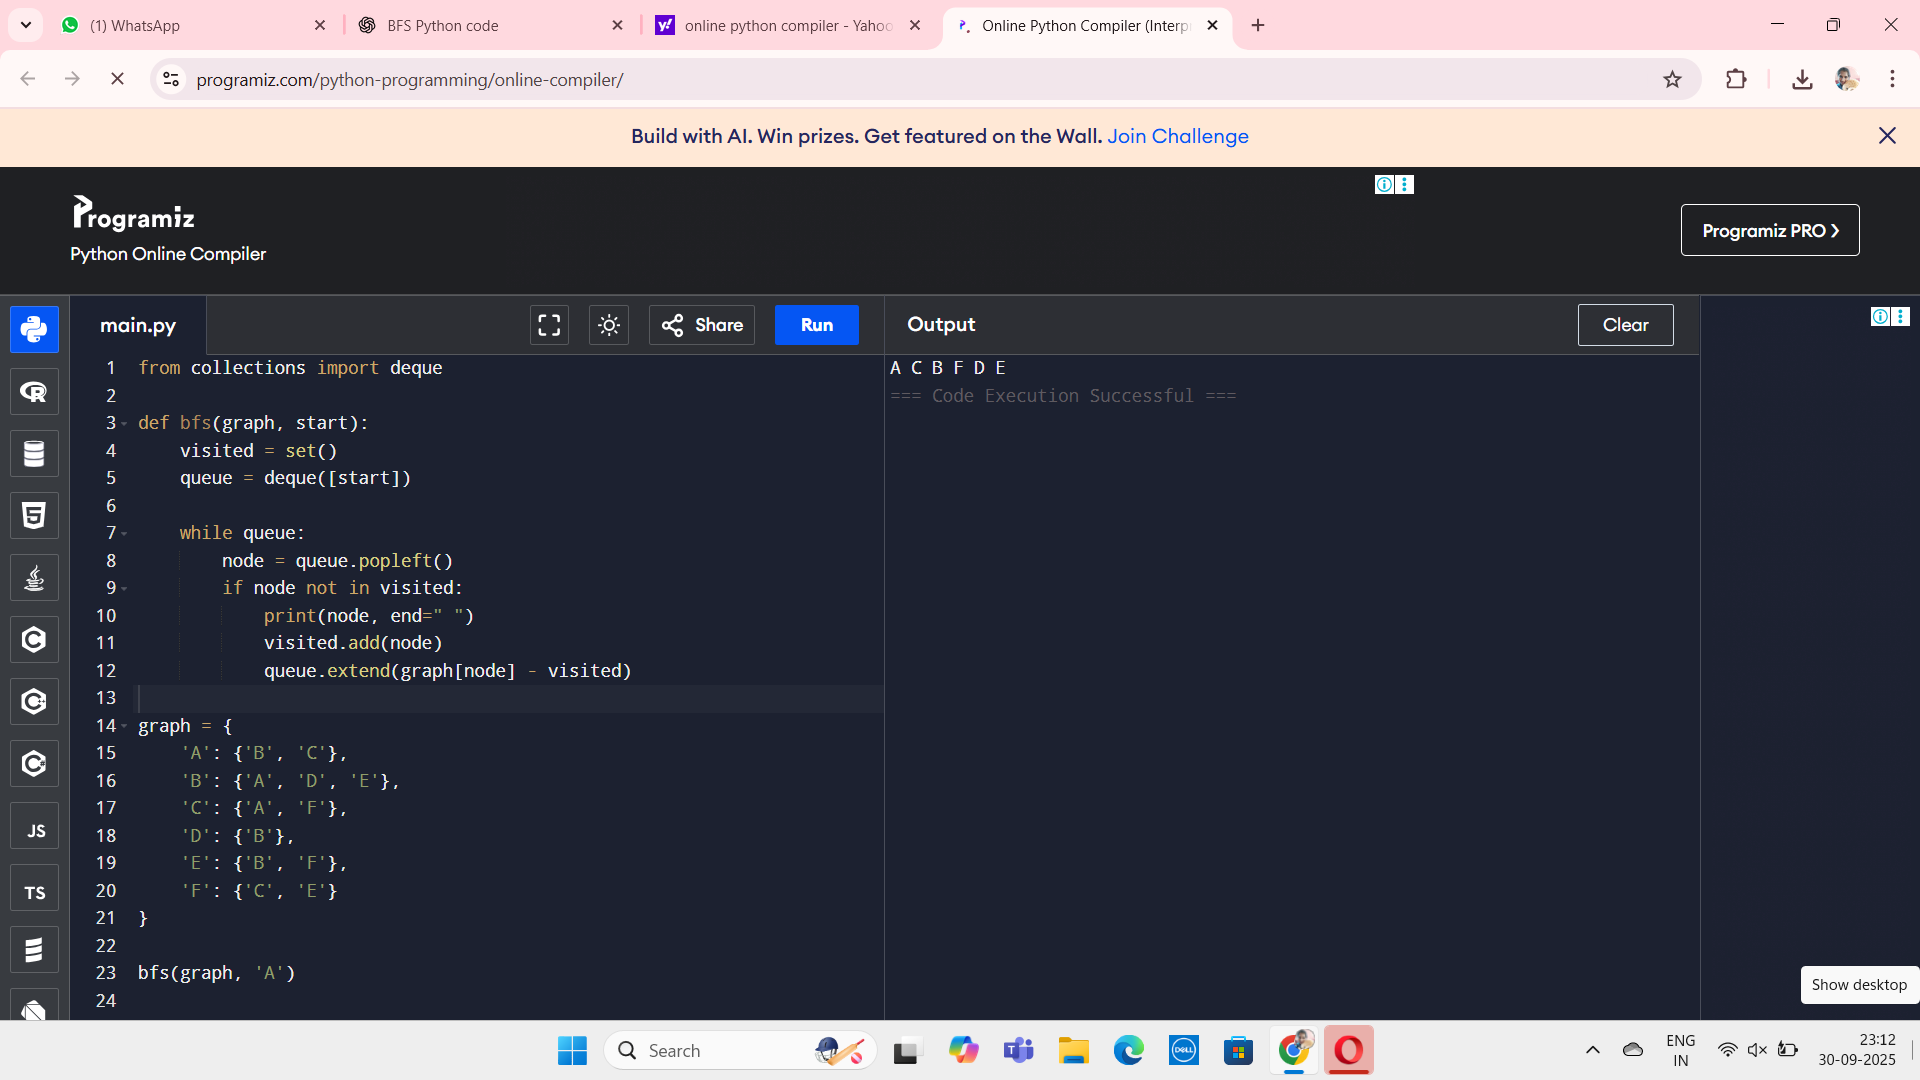 (1) WhatsApp
BFS Python code
online python compiler - Yahoo
Online Python Compiler (Interpr
programiz.com/python-programming/online-compiler/
Build with AI. Win prizes. Get featured on the Wall. Join Challenge
Programiz
Python Online Compiler
Programiz PRO
main.py
Share
Run
Output
Clear
1 from collections import deque
2
3 def bfs(graph, start):
4     visited = set()
5     queue = deque([start])
6
7     while queue:
8         node = queue.popleft()
9         if node not in visited:
10             print(node, end=" ")
11             visited.add(node)
12             queue.extend(graph[node] - visited)
13
14 graph = {
15     'A': {'B', 'C'},
16     'B': {'A', 'D', 'E'},
17     'C': {'A', 'F'},
18     'D': {'B'},
19     'E': {'B', 'F'},
20     'F': {'C', 'E'}
21 }
22
23 bfs(graph, 'A')
24
A C B F D E
=== Code Execution Successful ===
R
5
C
C
C
JS
TS
Show desktop
Search
DELL
ENG
IN
23:12
30-09-2025